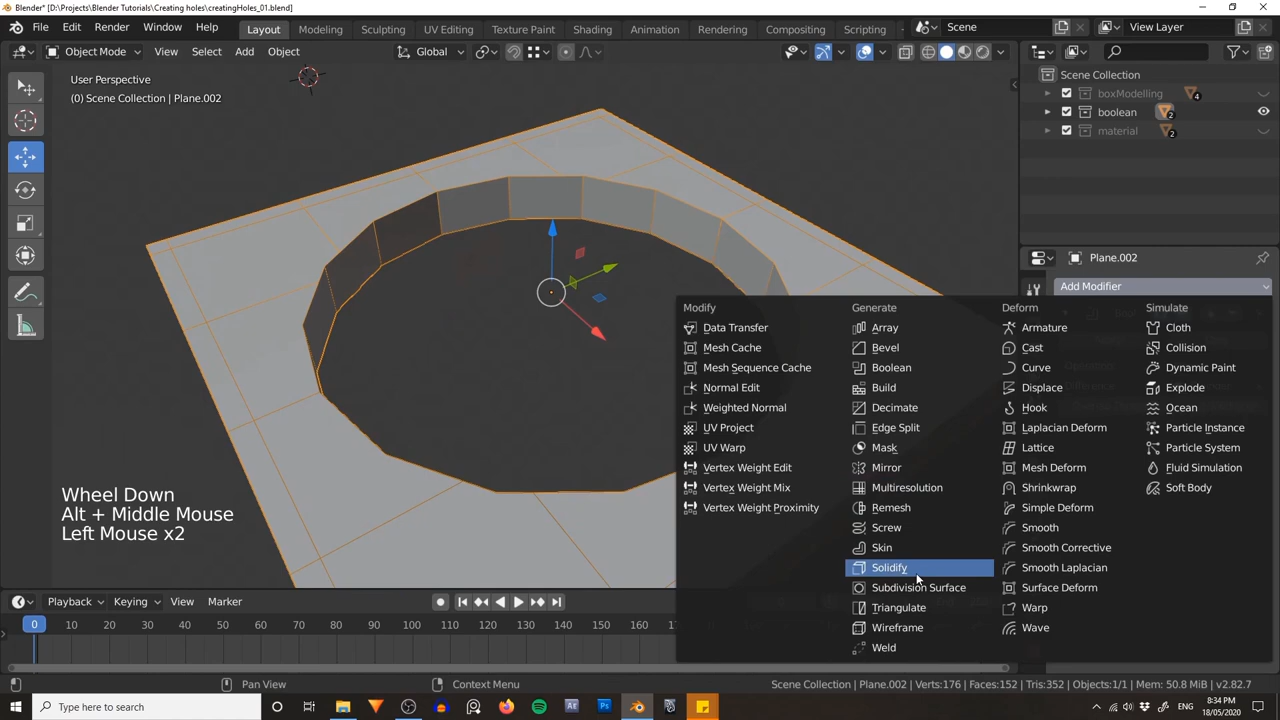 Blender* [D:\Projects\Blender Tutorials\Creating holes\creatingHoles_01.blend]
File Edit Render Window Help Layout Modeling Sculpting UV Editing Texture Paint Shading Animation Rendering Compositing Scripting Scene View Layer
Object Mode View Select Add Object Global
User Perspective
(0) Scene Collection | Plane.002
Scene Collection
boxModelling 4
boolean 2
material 2
Plane.002
Add Modifier
Modify Generate Deform Simulate
Data Transfer Array Armature Cloth
Mesh Cache Bevel Cast Collision
Mesh Sequence Cache Boolean Curve Dynamic Paint
Normal Edit Build Displace Explode
Weighted Normal Decimate Hook Ocean
UV Project Edge Split Laplacian Deform Particle Instance
UV Warp Mask Lattice Particle System
Vertex Weight Edit Mirror Mesh Deform Fluid Simulation
Vertex Weight Mix Multiresolution Shrinkwrap Soft Body
Vertex Weight Proximity Remesh Simple Deform
Screw Smooth
Skin Smooth Corrective
Solidify Smooth Laplacian
Subdivision Surface Surface Deform
Triangulate Warp
Wireframe Wave
Weld
Wheel Down
Alt + Middle Mouse
Left Mouse x2
Playback Keying View Marker
0 10 20 30 40 50 60 70 80 90 100 110 120 130 140 150 160
Pan View Context Menu Scene Collection | Plane.002 | Verts:176 | Faces:152 | Tris:352 | Objects:1/1 | Mem: 50.8 MiB | v2.82.7
Type here to search ENG 8:34 PM
18/05/2020